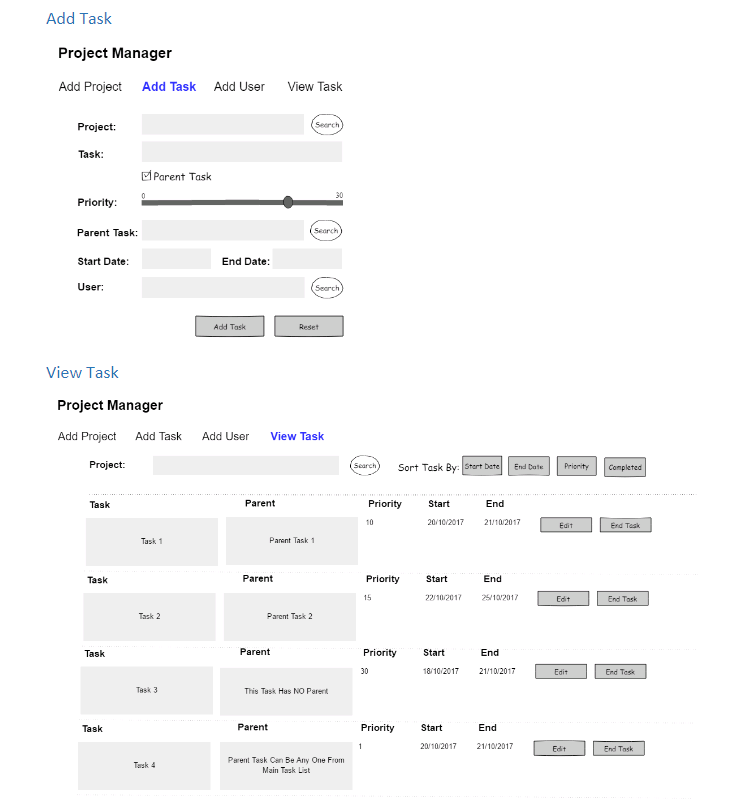 Add Task
Project Manager
Add Project Add Task Add User View Task
Project: Search
Task:
Parent Task
0 30
Priority:
Parent Task: Search
Start Date: End Date:
User: Search
Add Task Reset
View Task
Project Manager
Add Project Add Task Add User View Task
Project: Search Sort Task By: Start Date End Date Priority Completed
Task Parent Priority Start End
Task 1 Parent Task 1 10 20/10/2017 21/10/2017 Edit End Task
Task Parent Priority Start End
Task 2 Parent Task 2 15 22/10/2017 25/10/2017 Edit End Task
Task Parent Priority Start End
Task 3 This Task Has NO Parent 30 18/10/2017 21/10/2017 Edit End Task
Task Parent Priority Start End
Task 4 Parent Task Can Be Any One From 1 20/10/2017 21/10/2017 Edit End Task
Main Task List